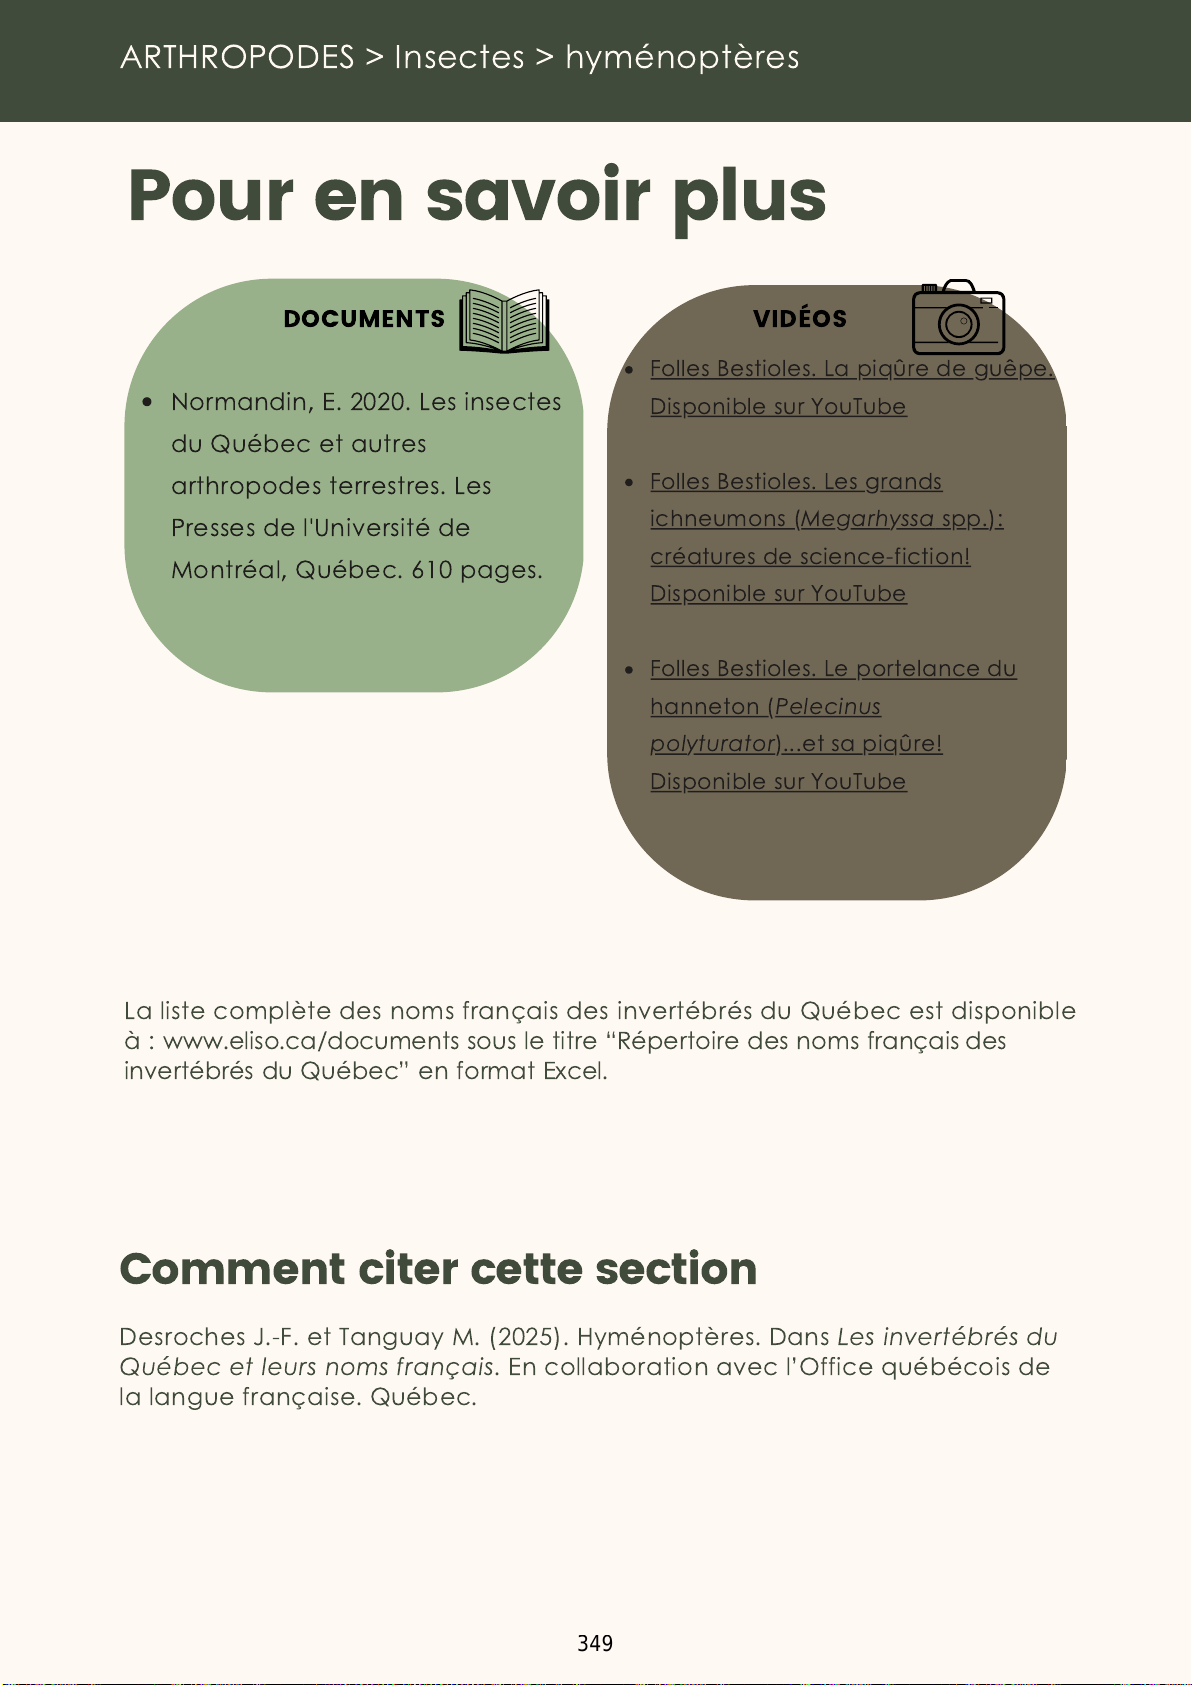 ARTHROPODES > Insectes > hyménoptères
Pour en savoir plus
DOCUMENTS
• Normandin, E. 2020. Les insectes
du Québec et autres
arthropodes terrestres. Les
Presses de l'Université de
Montréal, Québec. 610 pages.
VIDÉOS
• Folles Bestioles. La piqûre de guêpe.
Disponible sur YouTube
• Folles Bestioles. Les grands
ichneumons (Megarhyssa spp.):
créatures de science-fiction!
Disponible sur YouTube
• Folles Bestioles. Le portelance du
hanneton (Pelecinus
polyturator)...et sa piqûre!
Disponible sur YouTube
La liste complète des noms français des invertébrés du Québec est disponible
à : www.eliso.ca/documents sous le titre “Répertoire des noms français des
invertébrés du Québec” en format Excel.
Comment citer cette section
Desroches J.-F. et Tanguay M. (2025). Hyménoptères. Dans Les invertébrés du
Québec et leurs noms français. En collaboration avec l’Office québécois de
la langue française. Québec.
349